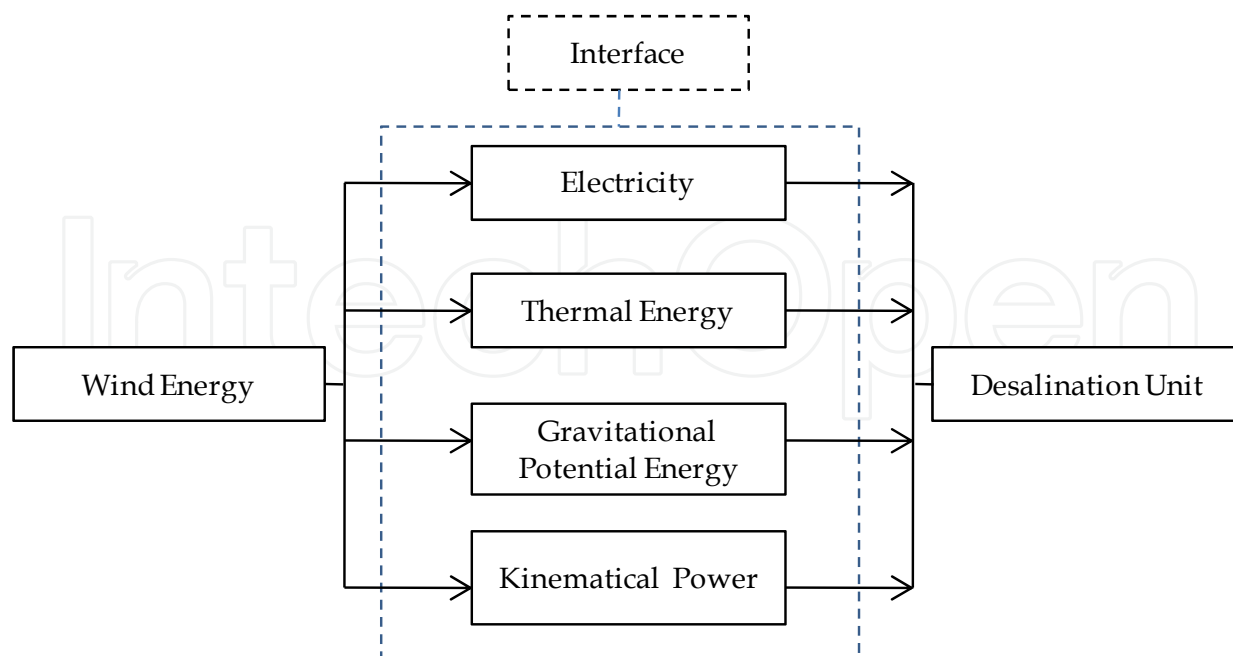 Interface
Electricity
Thermal Energy
Wind Energy
Desalination Unit
Gravitational
Potential Energy
Kinematical Power
IntechOpen